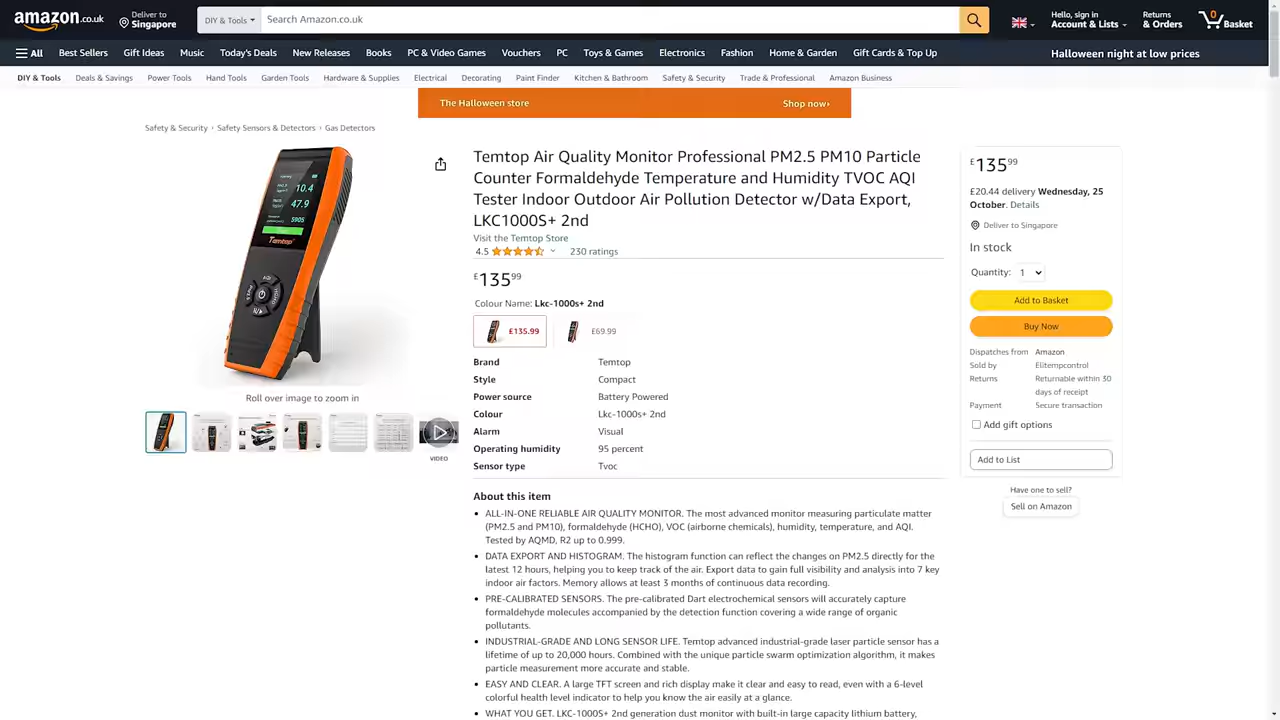 amazon.co.uk
Deliver to
Singapore
DIY & Tools
Search Amazon.co.uk
Hello, sign in
Account & Lists
Returns
& Orders
0
Basket
All
Best Sellers
Gift Ideas
Music
Today's Deals
New Releases
Books
PC & Video Games
Vouchers
PC
Toys & Games
Electronics
Fashion
Home & Garden
Gift Cards & Top Up
Halloween night at low prices
DIY & Tools
Deals & Savings
Power Tools
Hand Tools
Garden Tools
Hardware & Supplies
Electrical
Decorating
Paint Finder
Kitchen & Bathroom
Safety & Security
Trade & Professional
Amazon Business
The Halloween store
Shop now›
Safety & Security › Safety Sensors & Detectors › Gas Detectors
10.4
47.9
5905
Temtop
Roll over image to zoom in
VIDEO
Temtop Air Quality Monitor Professional PM2.5 PM10 Particle
Counter Formaldehyde Temperature and Humidity TVOC AQI
Tester Indoor Outdoor Air Pollution Detector w/Data Export,
LKC1000S+ 2nd
Visit the Temtop Store
4.5
230 ratings
£135⁹⁹
Colour Name: Lkc-1000s+ 2nd
£135.99
£69.99
Brand Temtop
Style Compact
Power source Battery Powered
Colour Lkc-1000s+ 2nd
Alarm Visual
Operating humidity 95 percent
Sensor type Tvoc
About this item
• ALL-IN-ONE RELIABLE AIR QUALITY MONITOR. The most advanced monitor measuring particulate matter
(PM2.5 and PM10), formaldehyde (HCHO), VOC (airborne chemicals), humidity, temperature, and AQI.
Tested by AQMD, R2 up to 0.999.
• DATA EXPORT AND HISTOGRAM. The histogram function can reflect the changes on PM2.5 directly for the
latest 12 hours, helping you to keep track of the air. Export data to gain full visibility and analysis into 7 key
indoor air factors. Memory allows at least 3 months of continuous data recording.
• PRE-CALIBRATED SENSORS. The pre-calibrated Dart electrochemical sensors will accurately capture
formaldehyde molecules accompanied by the detection function covering a wide range of organic
pollutants.
• INDUSTRIAL-GRADE AND LONG SENSOR LIFE. Temtop advanced industrial-grade laser particle sensor has a
lifetime of up to 20,000 hours. Combined with the unique particle swarm optimization algorithm, it makes
particle measurement more accurate and stable.
• EASY AND CLEAR. A large TFT screen and rich display make it clear and easy to read, even with a 6-level
colorful health level indicator to help you know the air easily at a glance.
• WHAT YOU GET. LKC-1000S+ 2nd generation dust monitor with built-in large capacity lithium battery,
£135⁹⁹
£20.44 delivery Wednesday, 25
October. Details
Deliver to Singapore
In stock
Quantity: 1
Add to Basket
Buy Now
Dispatches from Amazon
Sold by Elitempcontrol
Returns Returnable within 30
days of receipt
Payment Secure transaction
Add gift options
Add to List
Have one to sell?
Sell on Amazon